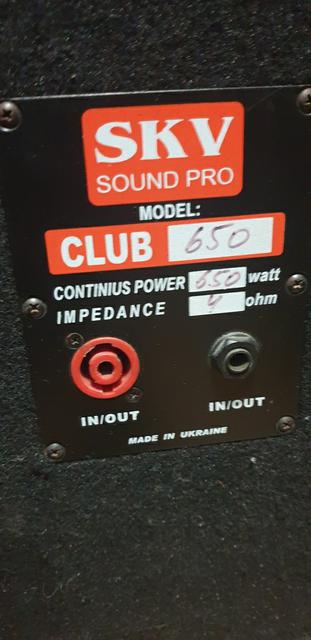 SKV
SOUND PRO
MODEL:
CLUB 650
CONTINIUS POWER 650 watt
IMPEDANCE 4 ohm
IN/OUT IN/OUT
MADE IN UKRAINE